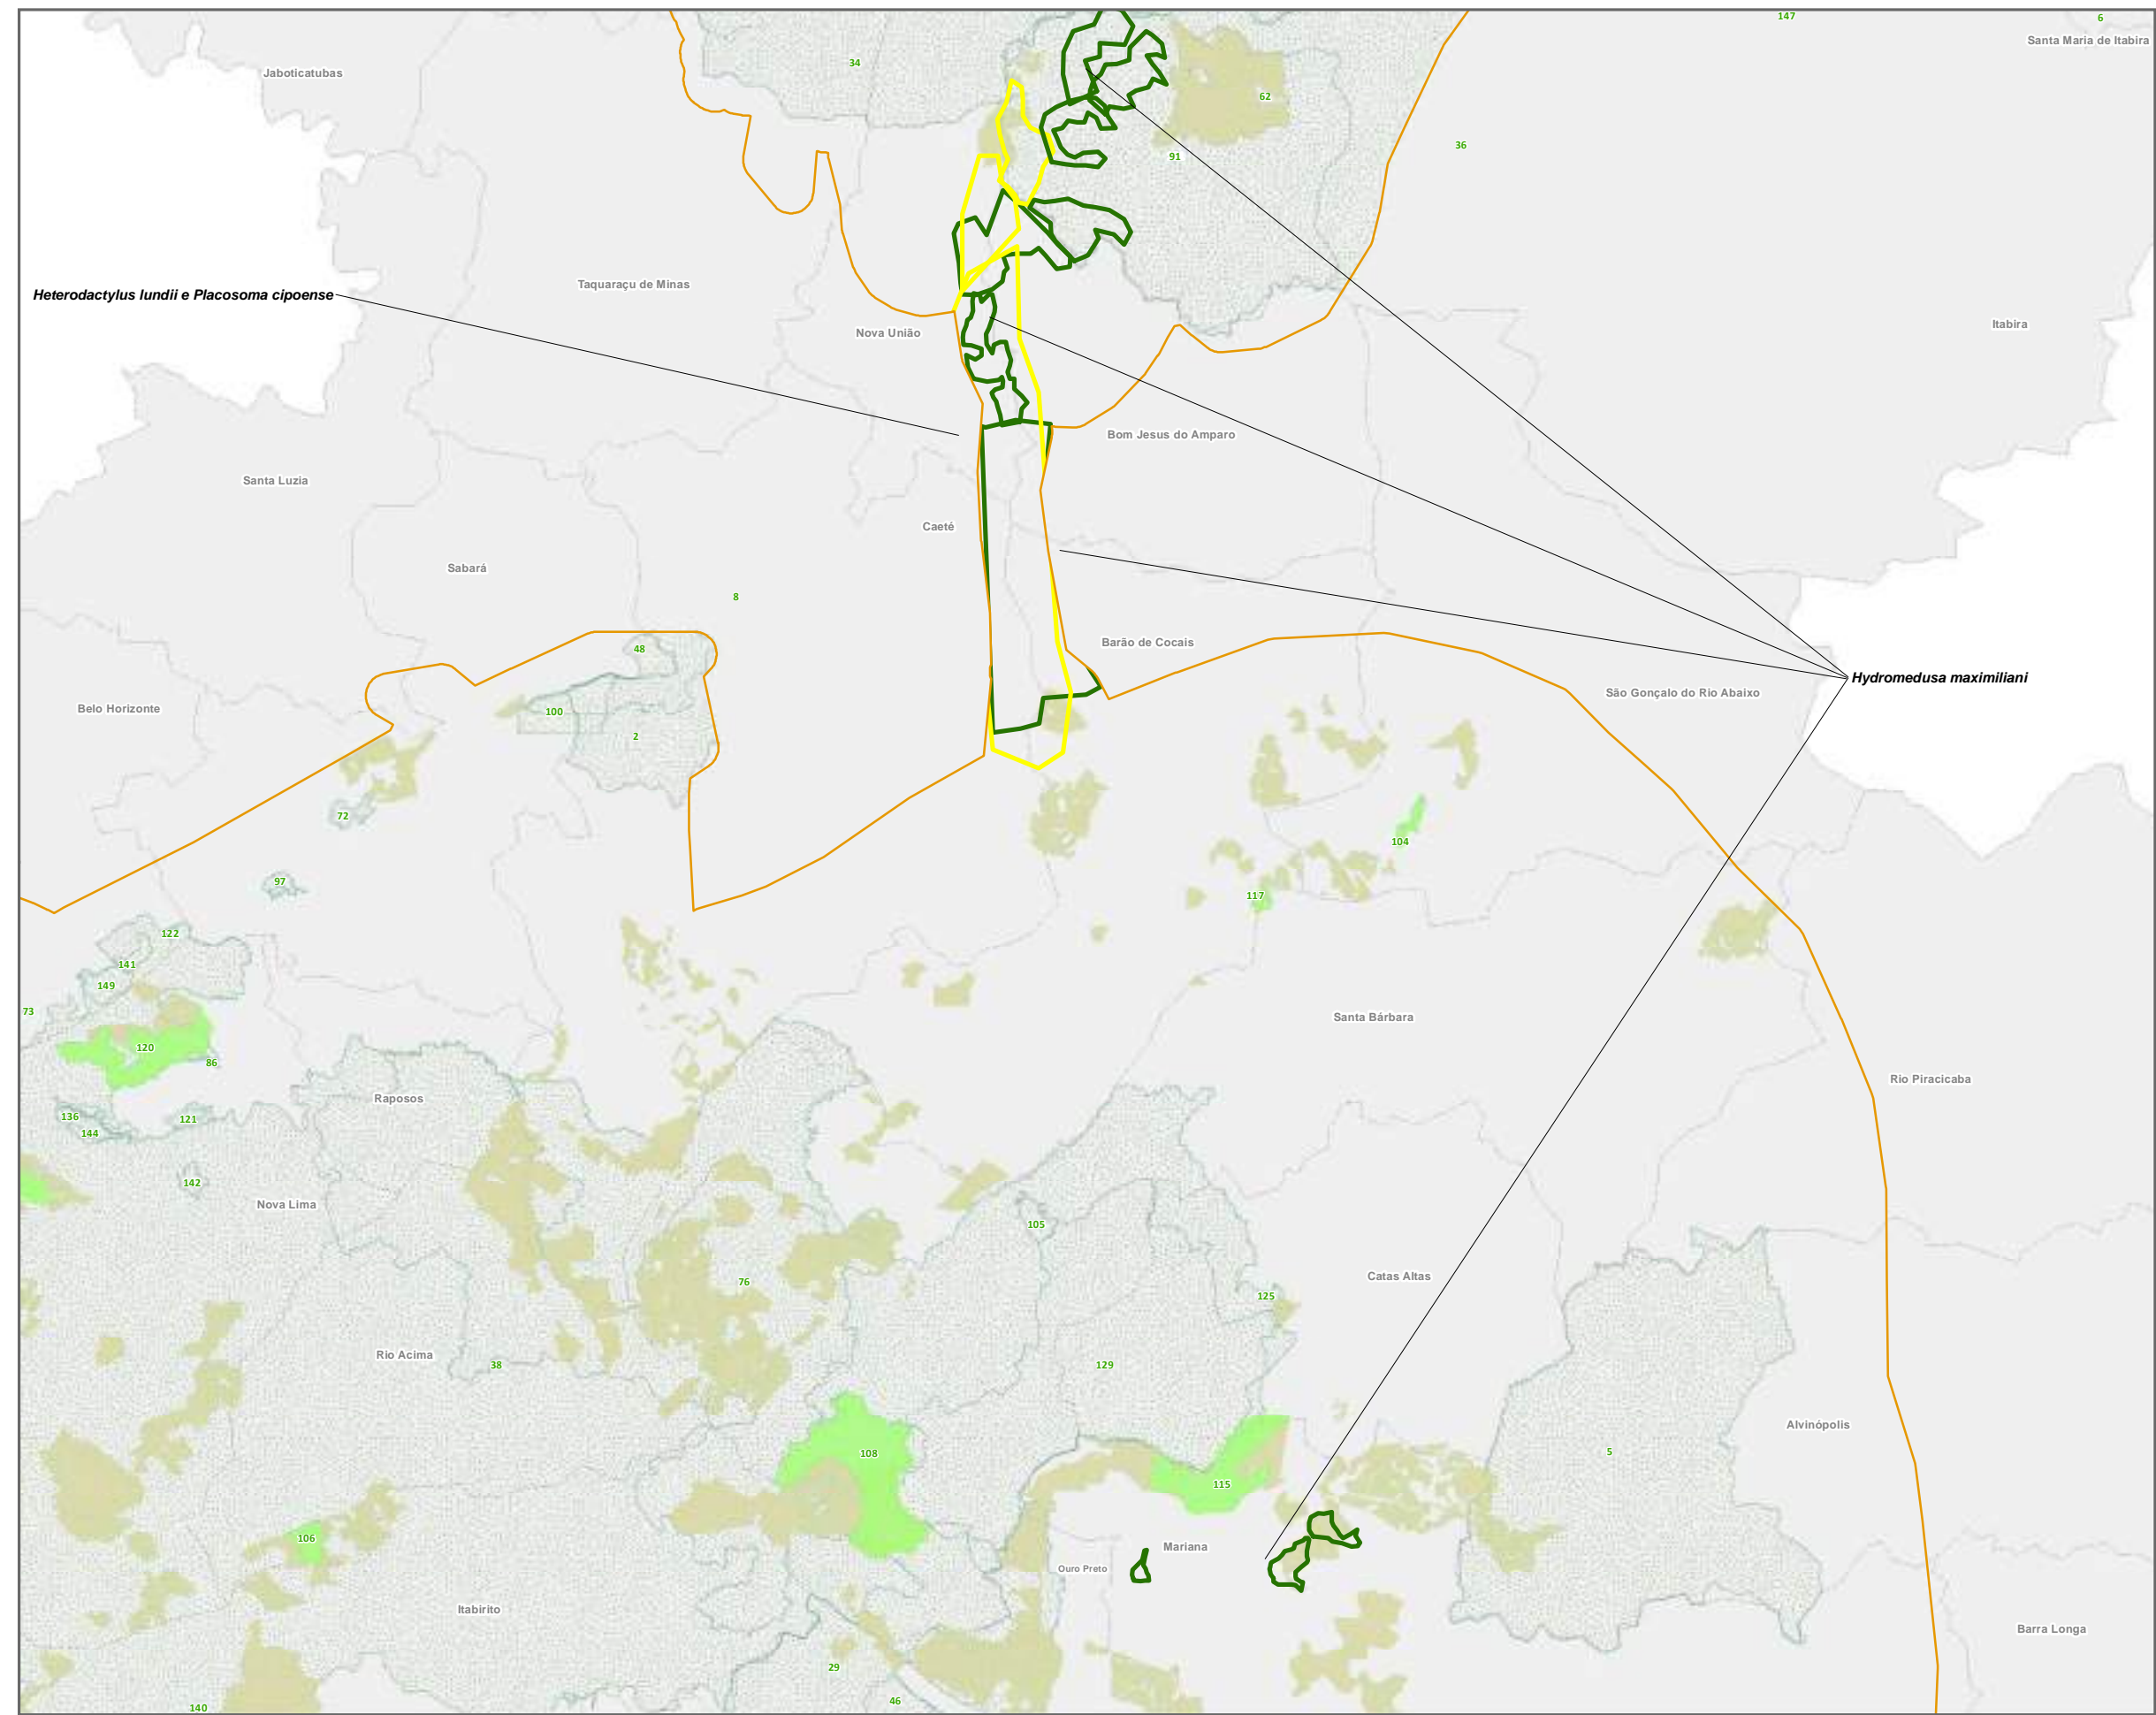 147
6
Santa Maria de Itabira
Jaboticatubas
34
62
36
91
Taquaraçu de Minas
Heterodactylus lundii e Placosoma cipoense
Nova União
Itabira
Bom Jesus do Amparo
Santa Luzia
Caeté
Sabará
8
Barão de Cocais
48
Hydromedusa maximiliani
São Gonçalo do Rio Abaixo
Belo Horizonte
100
2
72
104
97
117
122
141
149
73
Santa Bárbara
120
86
Rio Piracicaba
Raposos
136
121
144
142
Nova Lima
105
Catas Altas
76
125
Rio Acima
38
129
Alvinópolis
108
5
115
106
Mariana
Ouro Preto
Itabirito
Barra Longa
29
46
140